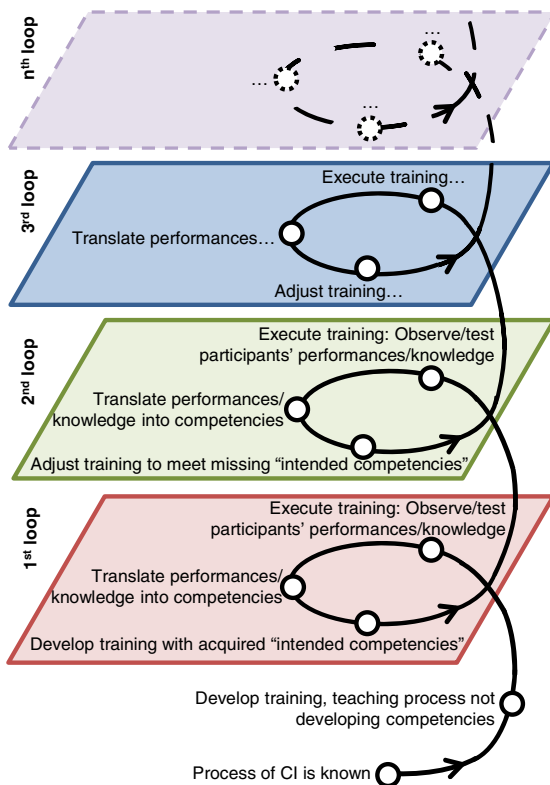 nth loop
...
...
...
3rd loop
Execute training…
Translate performances…
Adjust training…
2nd loop
Execute training: Observe/test
participants’ performances/knowledge
Translate performances/
knowledge into competencies
Adjust training to meet missing “intended competencies”
1st loop
Execute training: Observe/test
participants’ performances/knowledge
Translate performances/
knowledge into competencies
Develop training with acquired “intended competencies”
Develop training, teaching process not
developing competencies
Process of CI is known